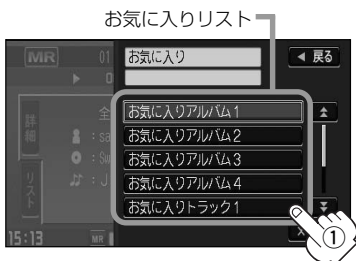 お気に入りリスト
MR 01 お気に入り ◀ 戻る
▶ 0
詳細 全 お気に入りアルバム1
: sa お気に入りアルバム2
: Sw お気に入りアルバム3
リスト : J お気に入りアルバム4
お気に入りトラック1
15:13 MR
①